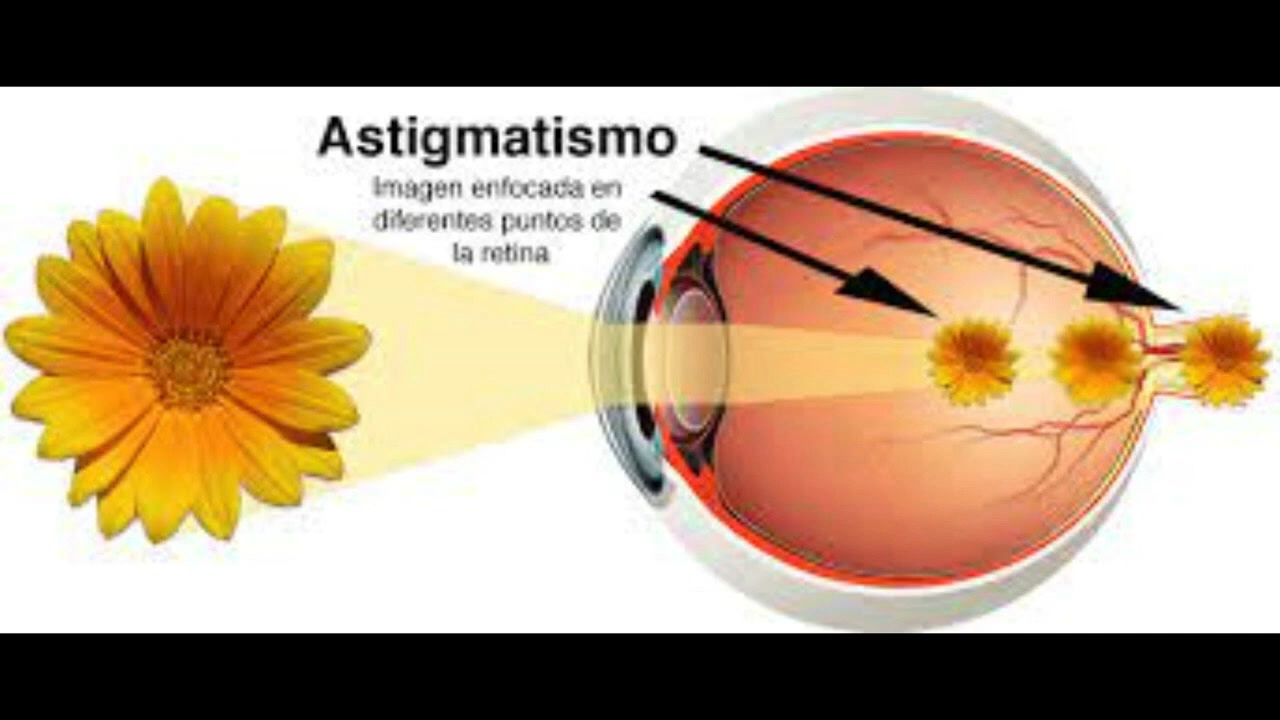 Astigmatismo
Imagen enfocada en
diferentes puntos de
la retina